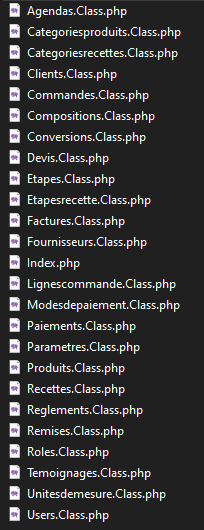 Agendas.Class.php
Categoriesproduits.Class.php
Categoriesrecettes.Class.php
Clients.Class.php
Commandes.Class.php
Compositions.Class.php
Conversions.Class.php
Devis.Class.php
Etapes.Class.php
Etapesrecette.Class.php
Factures.Class.php
Fournisseurs.Class.php
Index.php
Lignescommande.Class.php
Modesdepaiement.Class.php
Paiements.Class.php
Parametres.Class.php
Produits.Class.php
Recettes.Class.php
Reglements.Class.php
Remises.Class.php
Roles.Class.php
Temoignages.Class.php
Unitesdemesure.Class.php
Users.Class.php